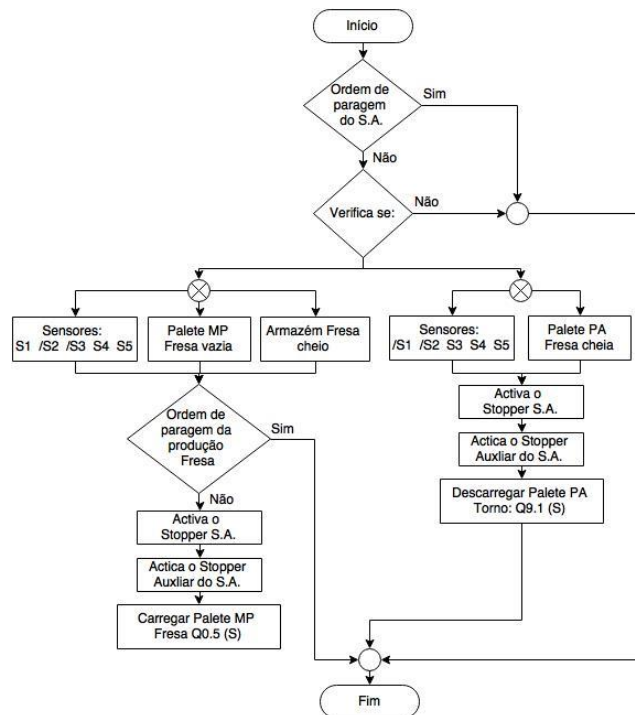 Início
Ordem de
paragem
do S.A.
Sim
Não
Verifica se:
Não
Sensores:
S1 /S2 /S3 S4 S5
Palete MP
Fresa vazia
Armazém Fresa
cheio
Sensores:
/S1 /S2 S3 S4 S5
Palete PA
Fresa cheia
Ordem de
paragem da
produção
Fresa
Sim
Não
Activa o
Stopper S.A.
Actica o Stopper
Auxliar do S.A.
Carregar Palete MP
Fresa Q0.5 (S)
Activa o
Stopper S.A.
Actica o Stopper
Auxiliar do S.A.
Descarregar Palete PA
Torno: Q9.1 (S)
Fim